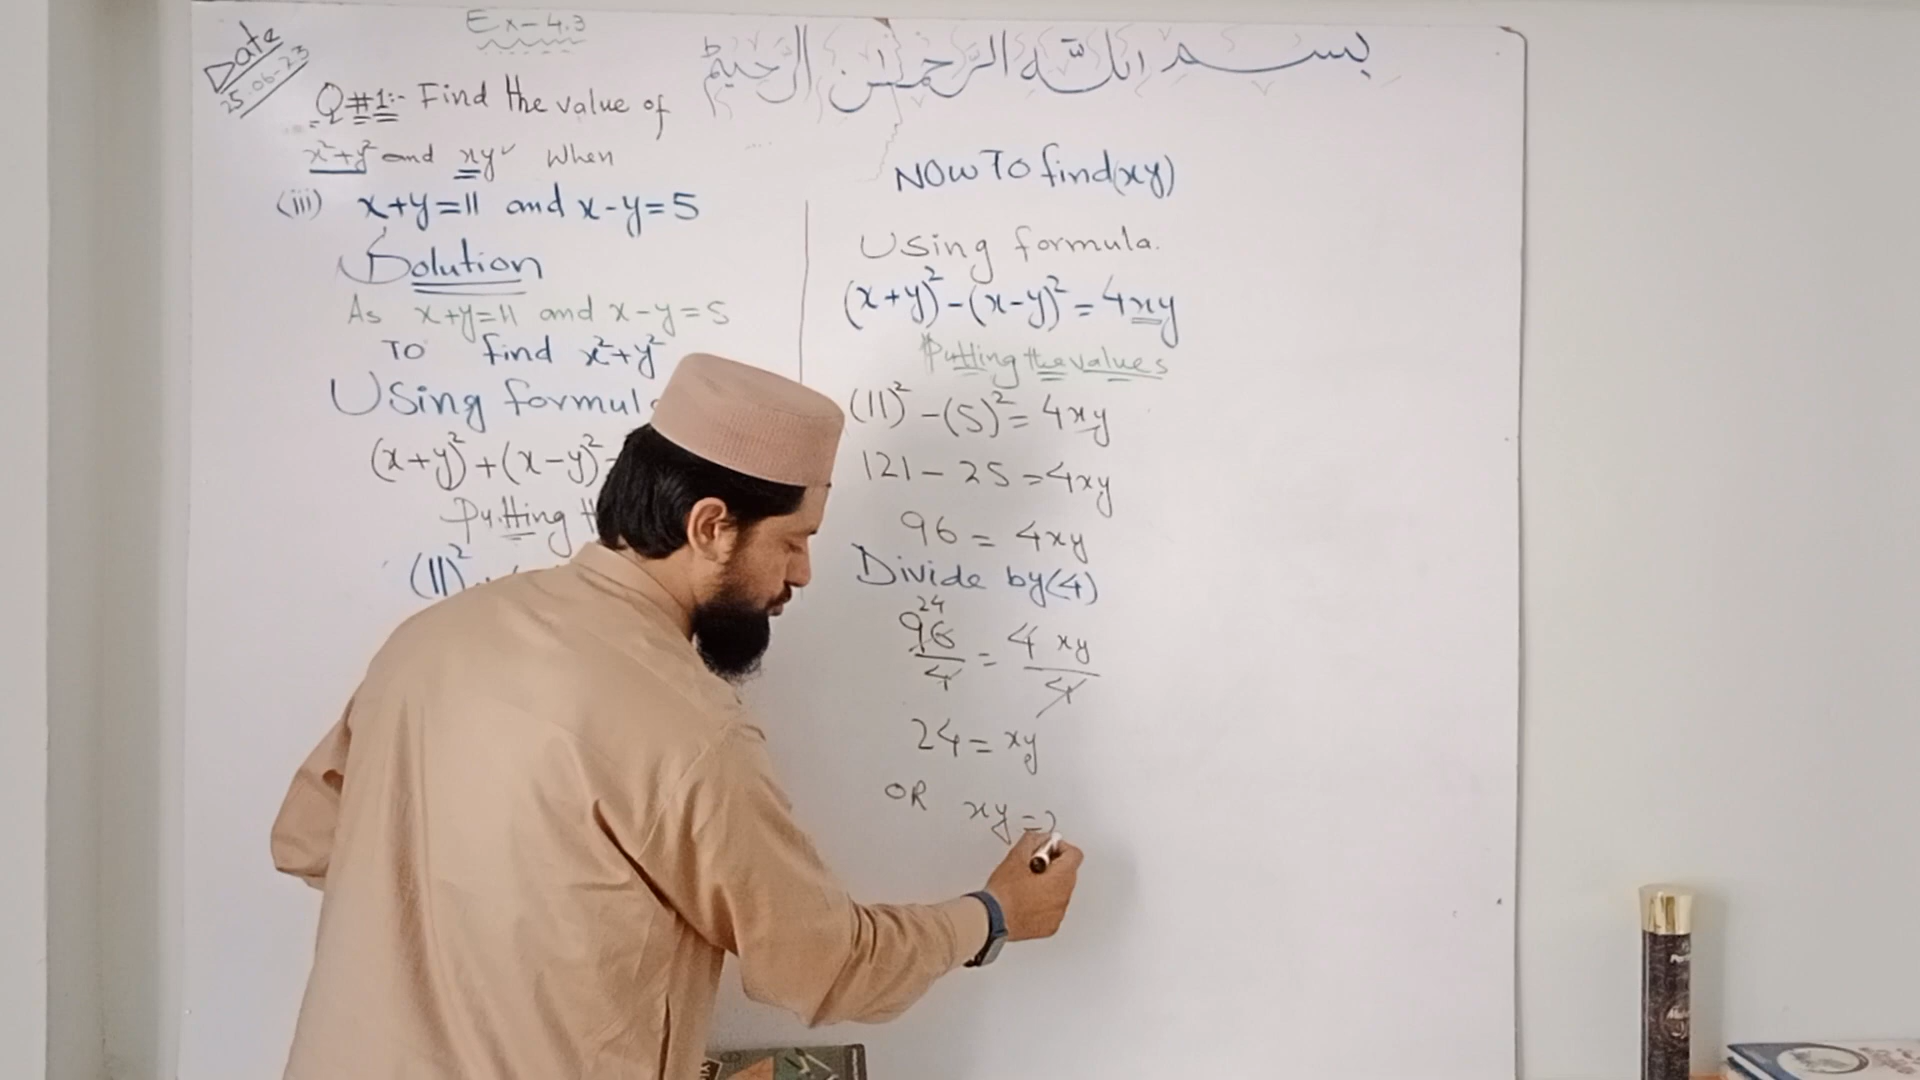 Date
25-06-23
Ex-4.3
بسم الله الرحمٰن الرحیم
Q#1:- Find the value of
x²+y² and xy when
(iii) x+y=11 and x-y=5
Solution
As x+y=11 and x-y=5
To find x²+y²
Using formul
(x+y)²+(x-y)²
Putting
(11)²
NOW TO find(xy)
Using formula.
(x+y)²-(x-y)²=4xy
Putting the values
(11)²-(5)²=4xy
121-25=4xy
96=4xy
Divide by(4)
24
96/4 = 4xy/4
24=xy
OR xy=2